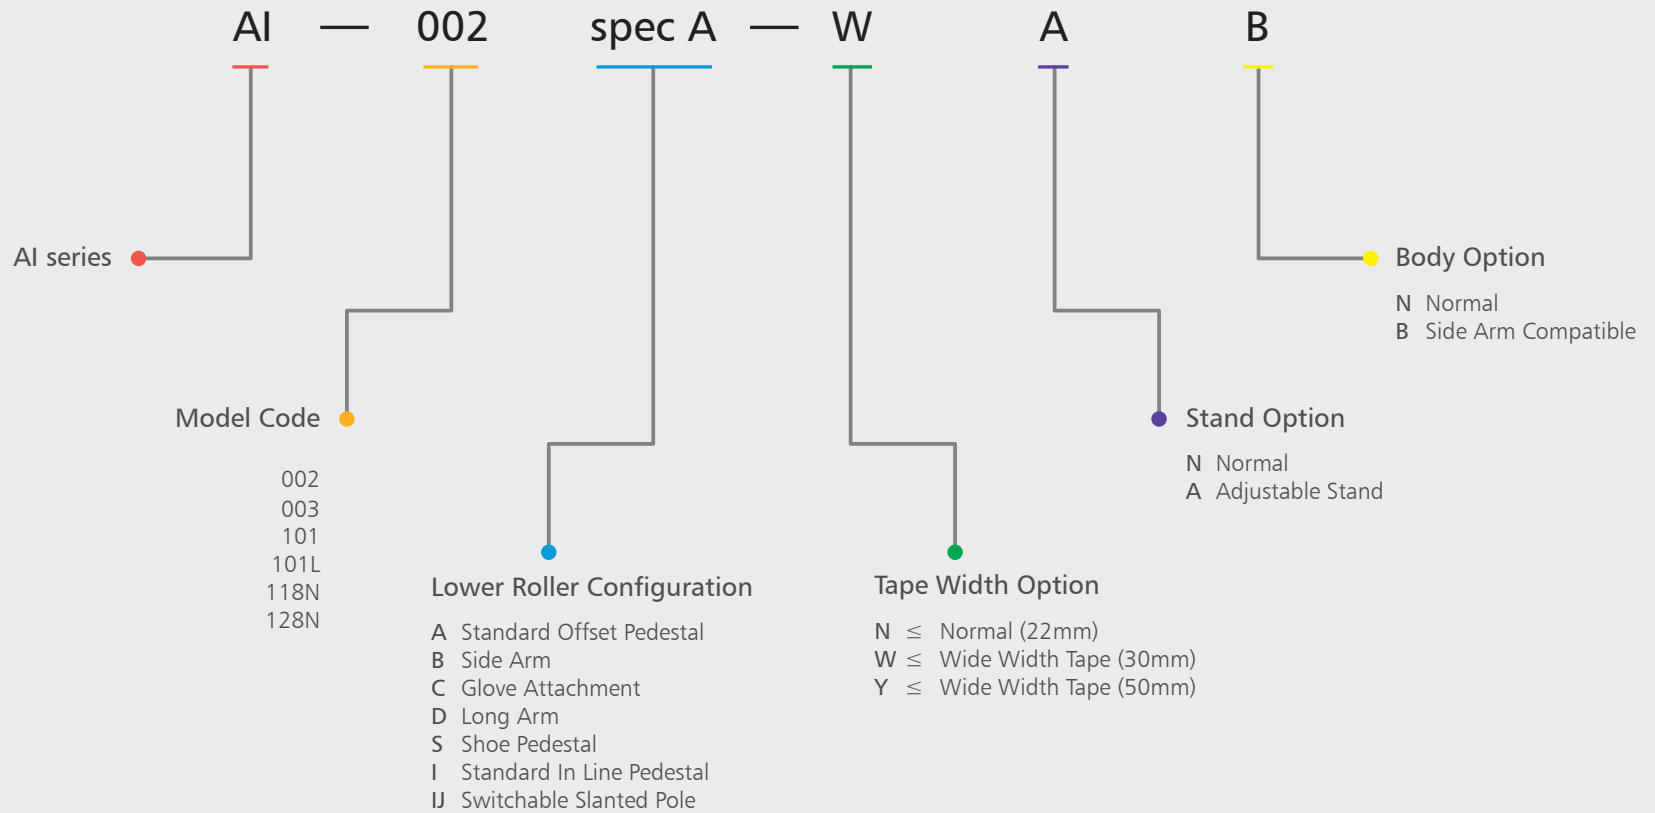 AI — 002 spec A — W A B
AI series
Body Option
N Normal
B Side Arm Compatible
Model Code
002
003
101
101L
118N
128N
Stand Option
N Normal
A Adjustable Stand
Lower Roller Configuration
A Standard Offset Pedestal
B Side Arm
C Glove Attachment
D Long Arm
S Shoe Pedestal
I Standard In Line Pedestal
IJ Switchable Slanted Pole
Tape Width Option
N ≤ Normal (22mm)
W ≤ Wide Width Tape (30mm)
Y ≤ Wide Width Tape (50mm)